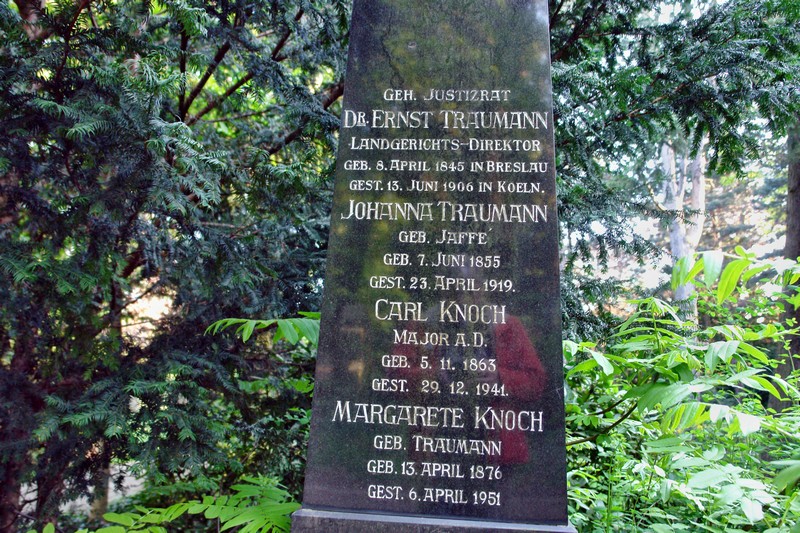 GEH. JUSTIZRAT
DR. ERNST TRAUMANN
LANDGERICHTS-DIREKTOR
GEB. 8. APRIL 1845 IN BRESLAU
GEST. 13. JUNI 1906 IN KOELN.
JOHANNA TRAUMANN
GEB. JAFFE´
GEB. 7. JUNI 1855
GEST. 23. APRIL 1919.
CARL KNOCH
MAJOR A.D.
GEB. 5. 11. 1863
GEST. 29. 12. 1941.
MARGARETE KNOCH
GEB. TRAUMANN
GEB. 13. APRIL 1876
GEST. 6. APRIL 1951